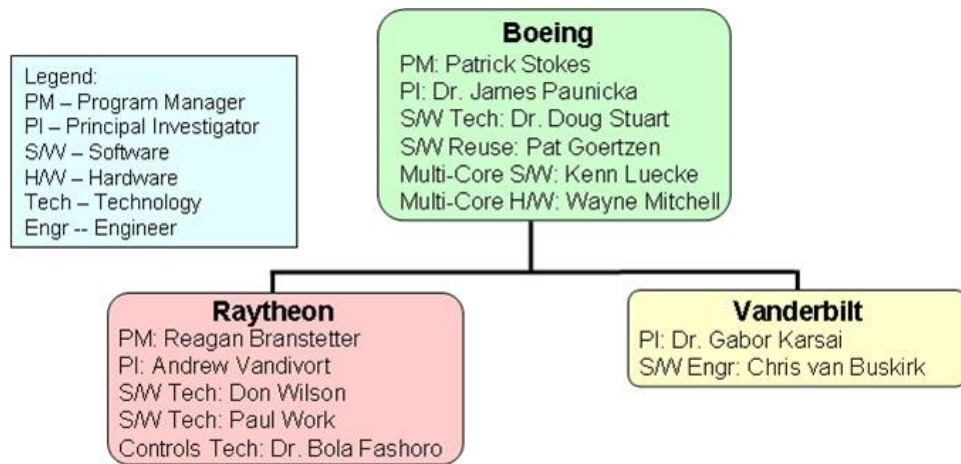 Boeing
PM: Patrick Stokes
PI: Dr. James Paunicka
S/W Tech: Dr. Doug Stuart
S/W Reuse: Pat Goertzen
Multi-Core S/W: Kenn Luecke
Multi-Core H/W: Wayne Mitchell
Legend:
PM – Program Manager
PI – Principal Investigator
S/W – Software
H/W – Hardware
Tech – Technology
Engr -- Engineer
Raytheon
PM: Reagan Branstetter
PI: Andrew Vandivort
S/W Tech: Don Wilson
S/W Tech: Paul Work
Controls Tech: Dr. Bola Fashoro
Vanderbilt
PI: Dr. Gabor Karsai
S/W Engr: Chris van Buskirk